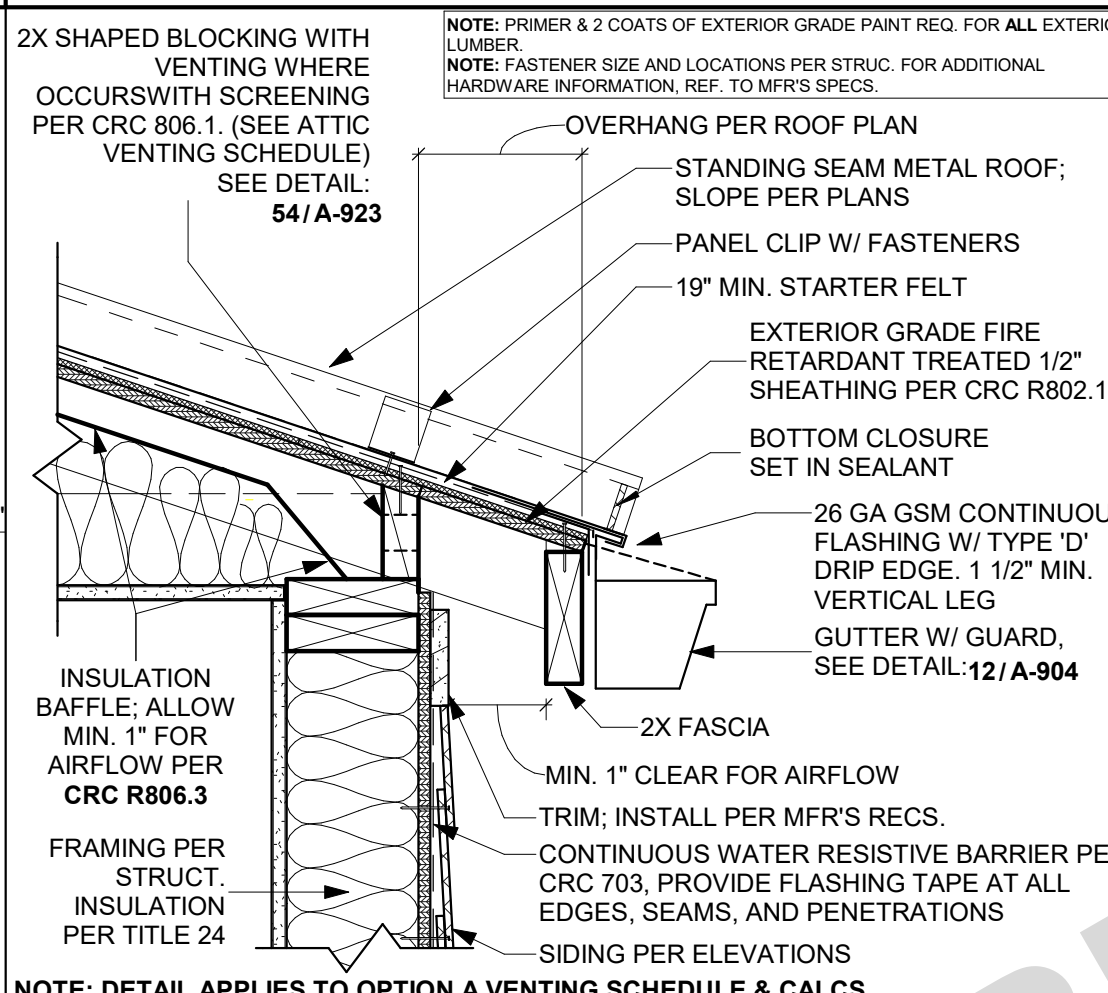 NOTE: PRIMER & 2 COATS OF EXTERIOR GRADE PAINT REQ. FOR ALL EXTERIO
LUMBER.
NOTE: FASTENER SIZE AND LOCATIONS PER STRUC. FOR ADDITIONAL
HARDWARE INFORMATION, REF. TO MFR'S SPECS.
2X SHAPED BLOCKING WITH
VENTING WHERE
OCCURSWITH SCREENING
PER CRC 806.1. (SEE ATTIC
VENTING SCHEDULE)
SEE DETAIL:
54/A-923
OVERHANG PER ROOF PLAN
STANDING SEAM METAL ROOF;
SLOPE PER PLANS
PANEL CLIP W/ FASTENERS
19" MIN. STARTER FELT
EXTERIOR GRADE FIRE
RETARDANT TREATED 1/2"
SHEATHING PER CRC R802.1
BOTTOM CLOSURE
SET IN SEALANT
26 GA GSM CONTINUOU
FLASHING W/ TYPE 'D'
DRIP EDGE. 1 1/2" MIN.
VERTICAL LEG
GUTTER W/ GUARD,
SEE DETAIL:12/A-904
2X FASCIA
MIN. 1" CLEAR FOR AIRFLOW
TRIM; INSTALL PER MFR'S RECS.
CONTINUOUS WATER RESISTIVE BARRIER PE
CRC 703, PROVIDE FLASHING TAPE AT ALL
EDGES, SEAMS, AND PENETRATIONS
SIDING PER ELEVATIONS
INSULATION
BAFFLE; ALLOW
MIN. 1" FOR
AIRFLOW PER
CRC R806.3
FRAMING PER
STRUCT.
INSULATION
PER TITLE 24
NOTE: DETAIL APPLIES TO OPTION A VENTING SCHEDULE & CALCS